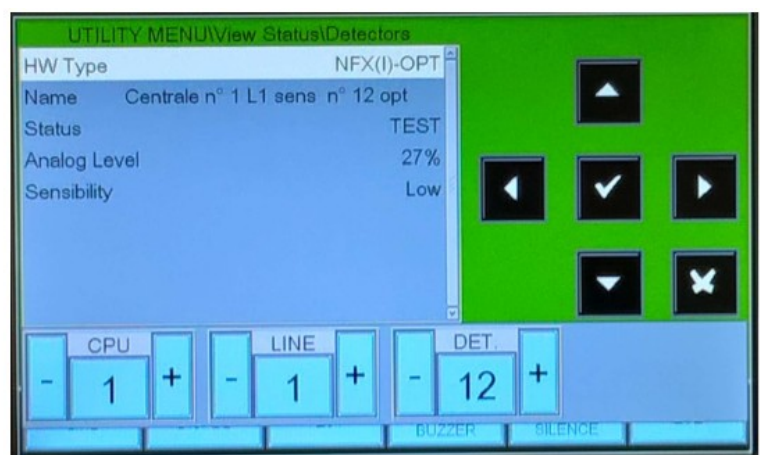 UTILITY MENU\View Status\Detectors
HW Type NFX(I)-OPT
Name Centrale n° 1 L1 sens n° 12 opt
Status TEST
Analog Level 27%
Sensibility Low
CPU LINE DET.
- 1 + - 1 + - 12 +
BUZZER SILENCE